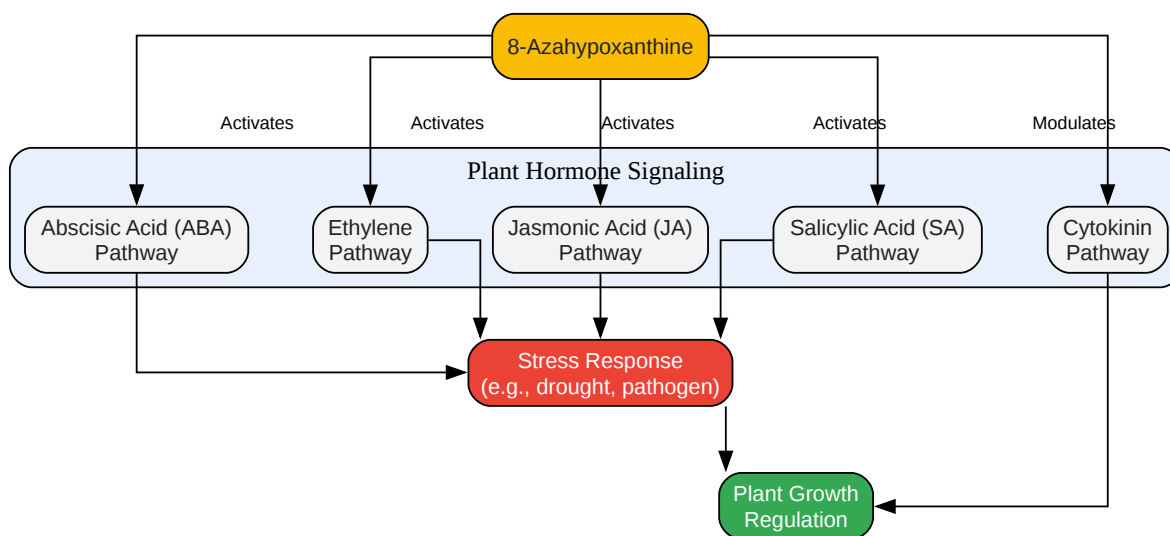 8-Azahypoxanthine
Activates
Activates
Activates
Activates
Modulates
Plant Hormone Signaling
Abscisic Acid (ABA)
Pathway
Ethylene
Pathway
Jasmonic Acid (JA)
Pathway
Salicylic Acid (SA)
Pathway
Cytokinin
Pathway
Stress Response
(e.g., drought, pathogen)
Plant Growth
Regulation